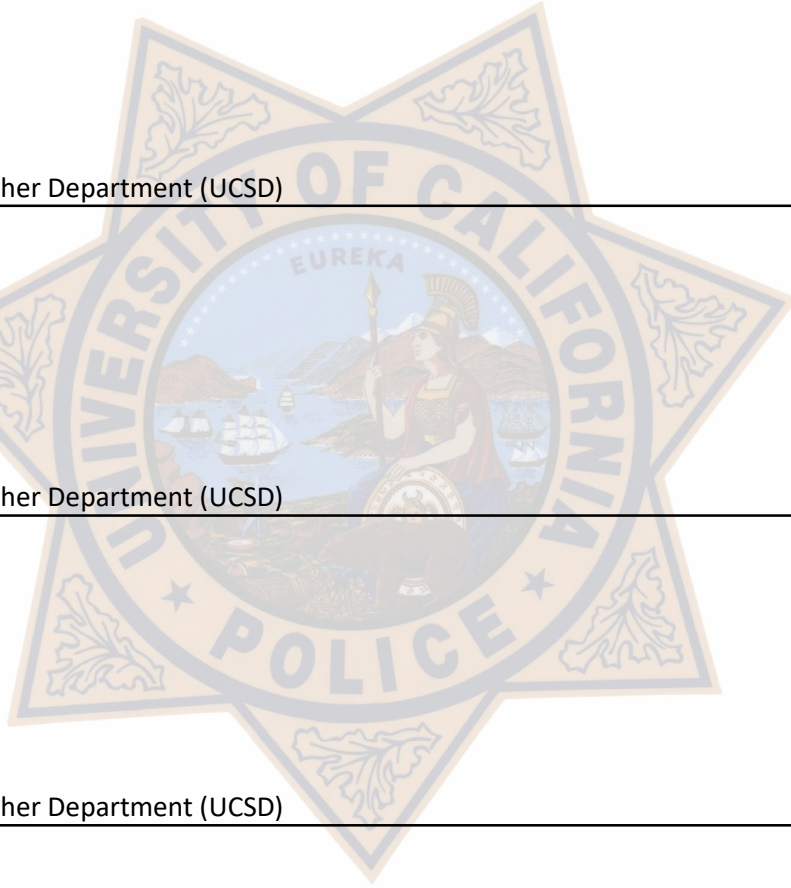 UNIVERSITY OF CALIFORNIA
EUREKA
her Department (UCSD)
her Department (UCSD)
POLICE
her Department (UCSD)